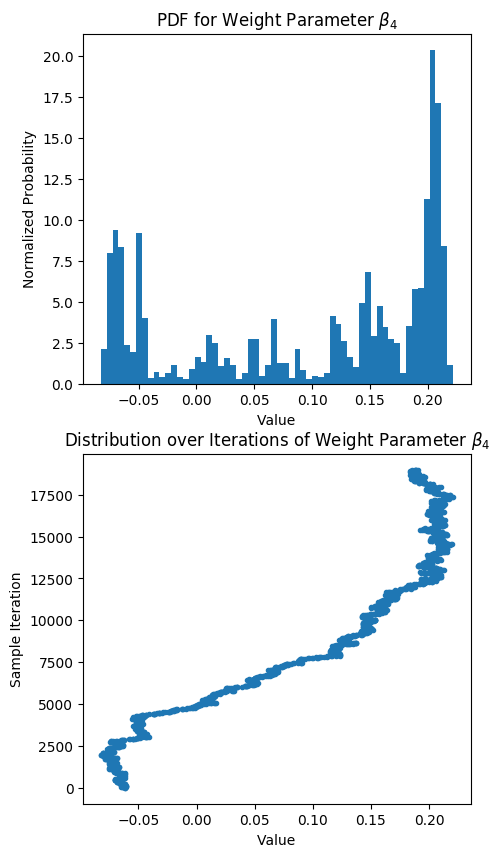 PDF for Weight Parameter β₄
20.0
17.5
15.0
12.5
10.0
7.5
5.0
2.5
0.0
Normalized Probability
−0.05 0.00 0.05 0.10 0.15 0.20
Value
Distribution over Iterations of Weight Parameter β₄
17500
15000
12500
10000
7500
5000
2500
0
Sample Iteration
−0.05 0.00 0.05 0.10 0.15 0.20
Value